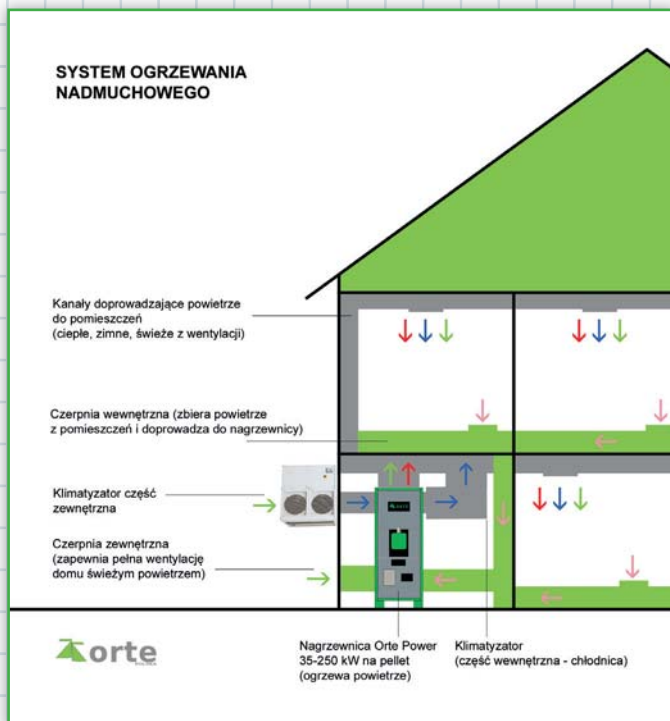 SYSTEM OGRZEWANIA
NADMUCHOWEGO
Kanały doprowadzające powietrze
do pomieszczeń
(ciepłe, zimne, świeże z wentylacji)
Czerpnia wewnętrzna (zbiera powietrze
z pomieszczeń i doprowadza do nagrzewnicy)
Klimatyzator część
zewnętrzna
Czerpnia zewnętrzna
(zapewnia pełna wentylację
domu świeżym powietrzem)
ORTE
orte
Nagrzewnica Orte Power
35-250 kW na pellet
(ogrzewa powietrze)
Klimatyzator
(część wewnętrzna - chłodnica)